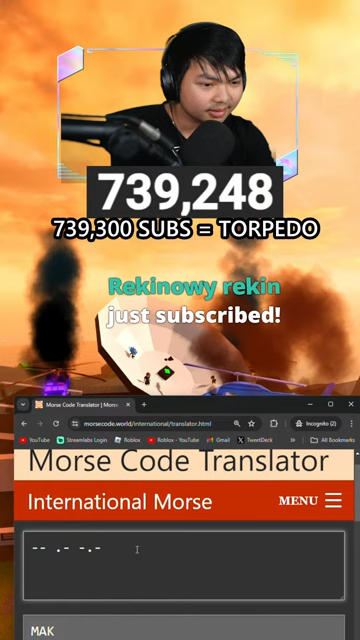 739,248
739,300 SUBS = TORPEDO
Rekinowy rekin
just subscribed!
Morse Code Translator | Morse
morsecode.world/international/translator.html
Incognito (2)
YouTube
Streamlabs Login
Roblox
Roblox - YouTube
Gmail
TweetDeck
»
All Bookmarks
Morse Code Translator
International Morse
MENU
-- .- -.-
MAK